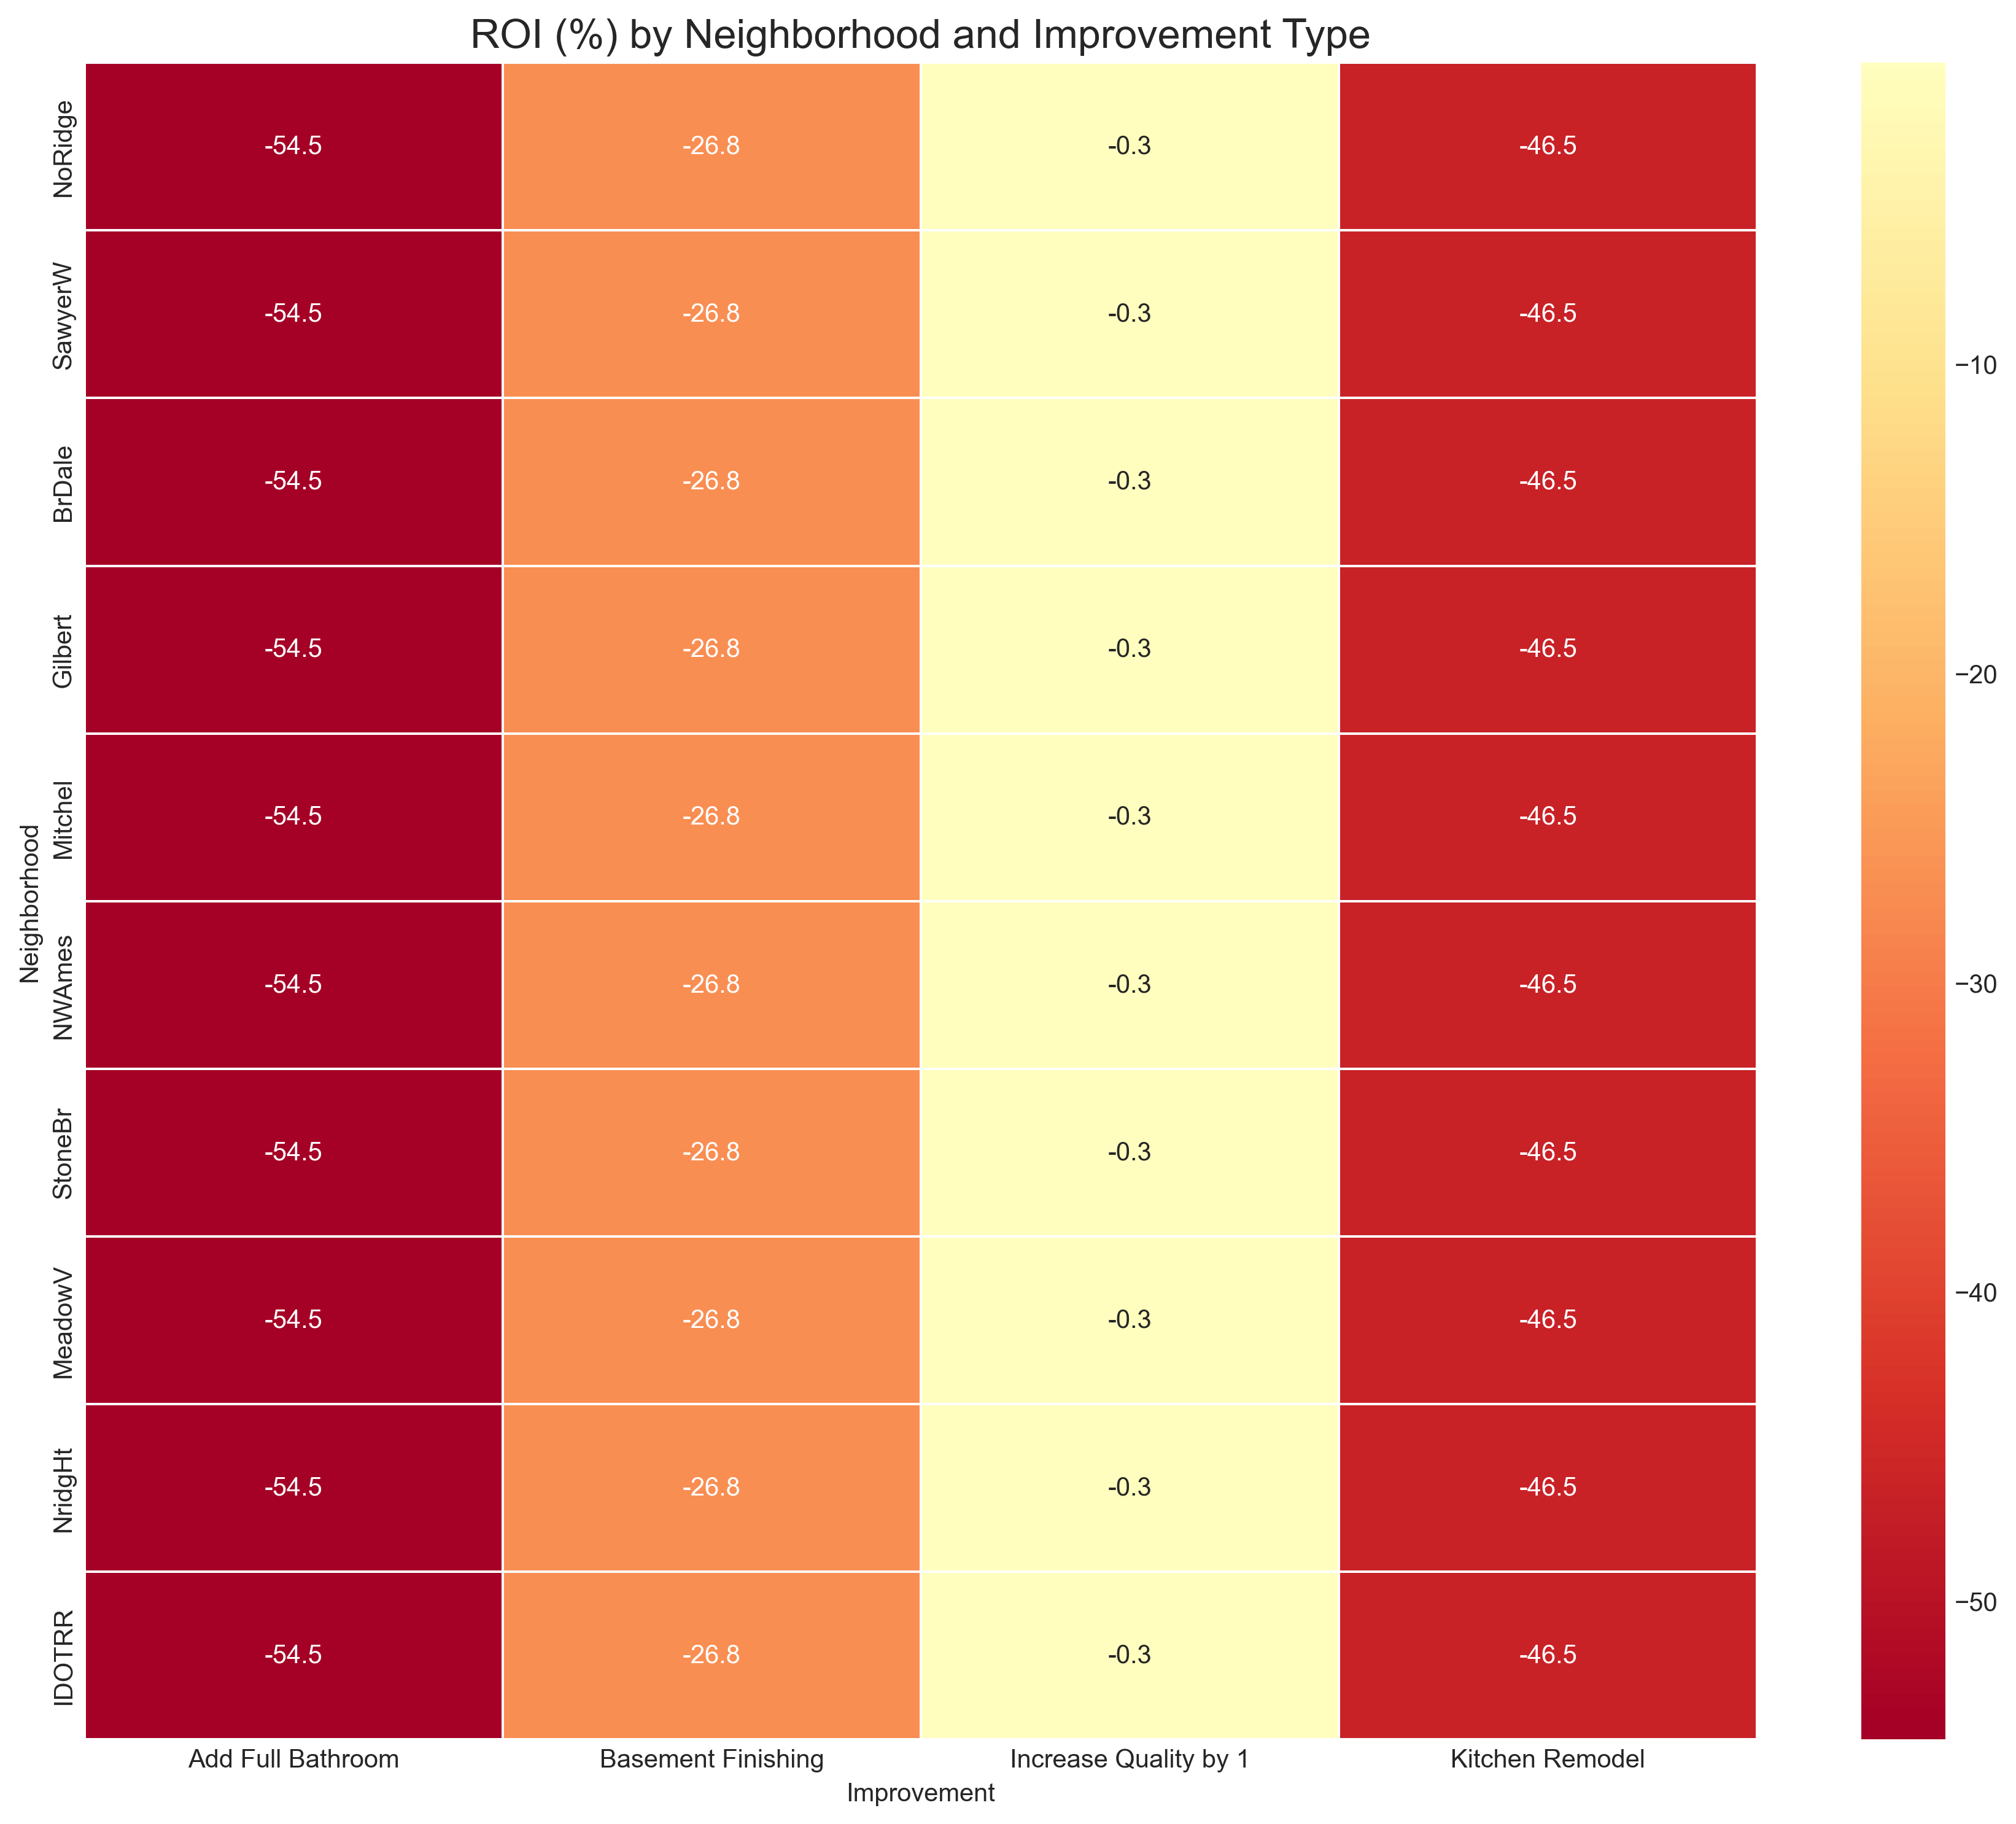 ROI (%) by Neighborhood and Improvement Type
Neighborhood
NoRidge -54.5 -26.8 -0.3 -46.5
SawyerW -54.5 -26.8 -0.3 -46.5
BrDale -54.5 -26.8 -0.3 -46.5
Gilbert -54.5 -26.8 -0.3 -46.5
Mitchel -54.5 -26.8 -0.3 -46.5
NWAmes -54.5 -26.8 -0.3 -46.5
StoneBr -54.5 -26.8 -0.3 -46.5
MeadowV -54.5 -26.8 -0.3 -46.5
NridgHt -54.5 -26.8 -0.3 -46.5
IDOTRR -54.5 -26.8 -0.3 -46.5
Add Full Bathroom Basement Finishing Increase Quality by 1 Kitchen Remodel
Improvement
−10
−20
−30
−40
−50